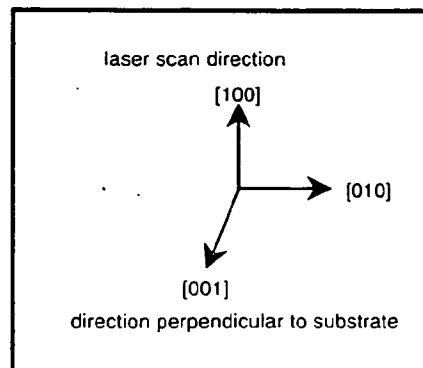 laser scan direction
[100]
[010]
[001]
direction perpendicular to substrate